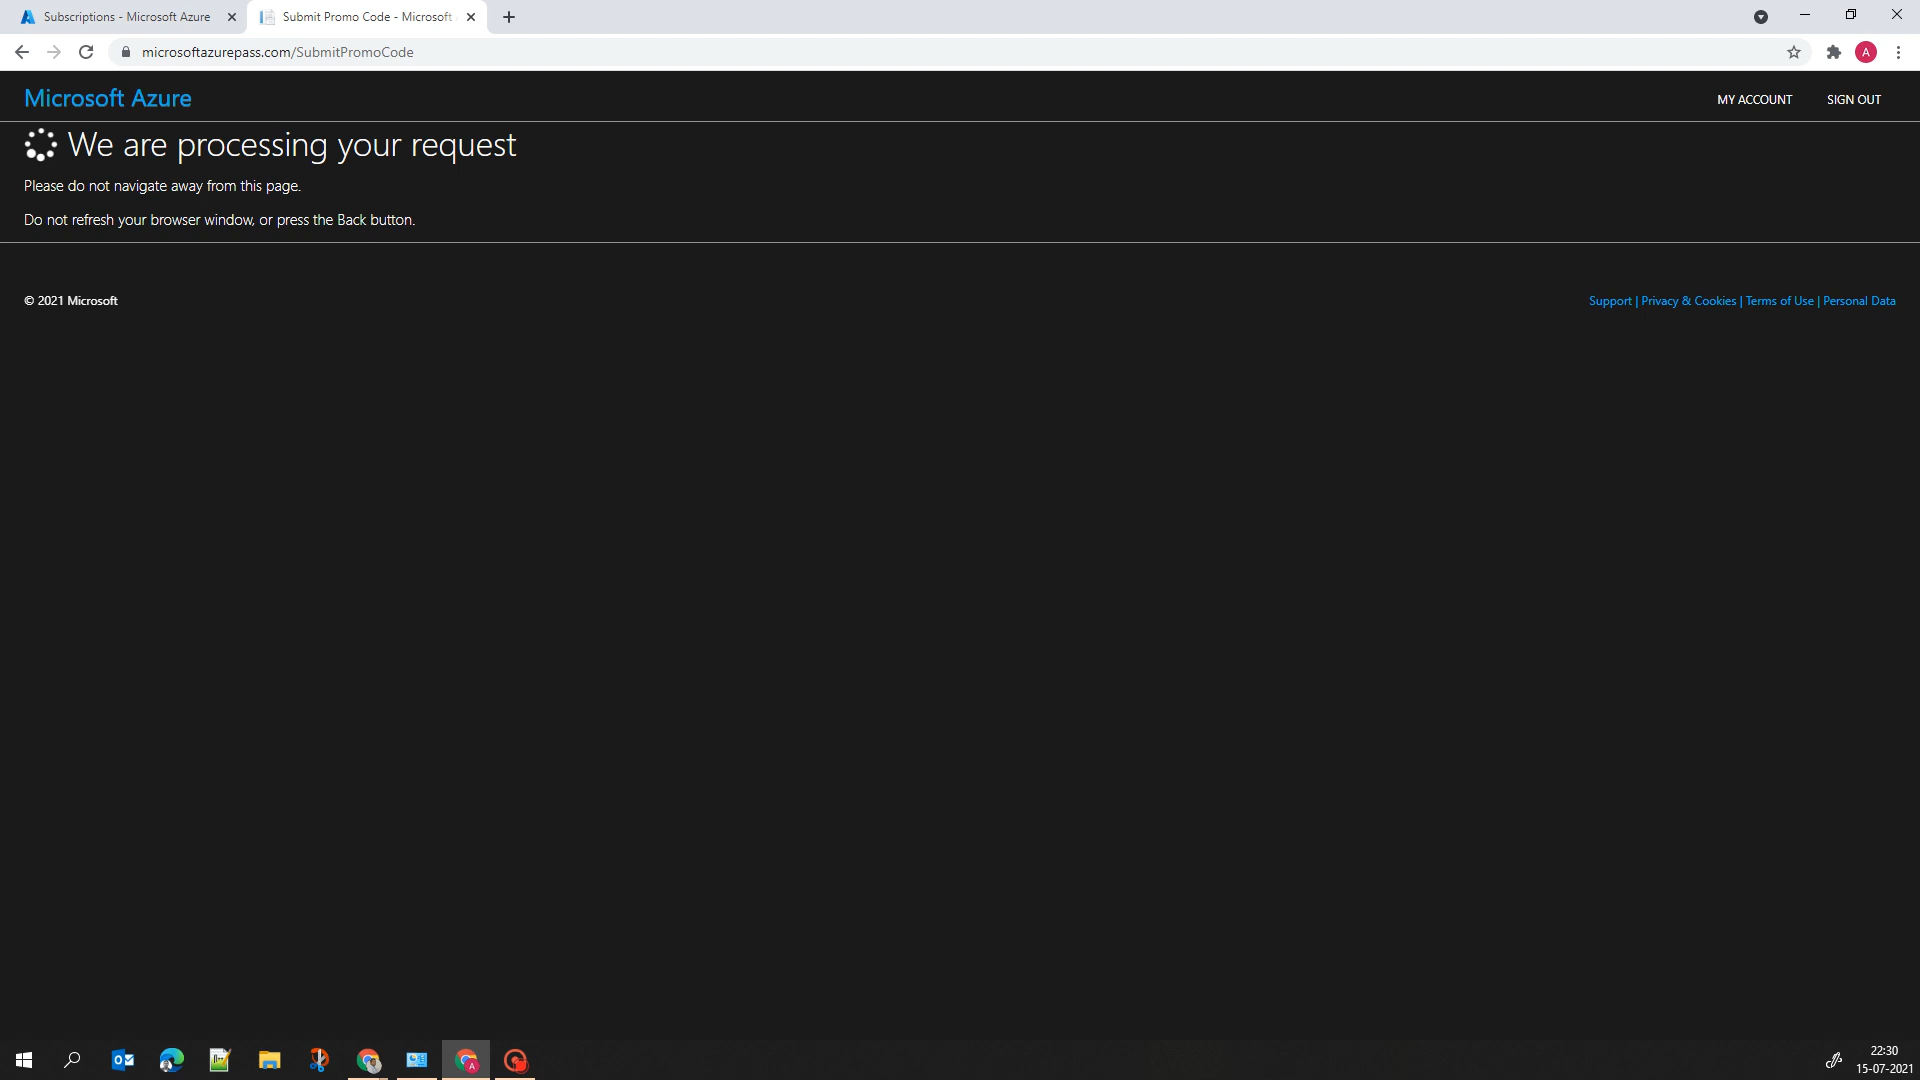 Subscriptions - Microsoft Azure
Submit Promo Code - Microsoft
microsoftazurepass.com/SubmitPromoCode
A
Microsoft Azure
MY ACCOUNT
SIGN OUT
We are processing your request
Please do not navigate away from this page.
Do not refresh your browser window, or press the Back button.
© 2021 Microsoft
Support | Privacy & Cookies | Terms of Use | Personal Data
A
22:30
15-07-2021